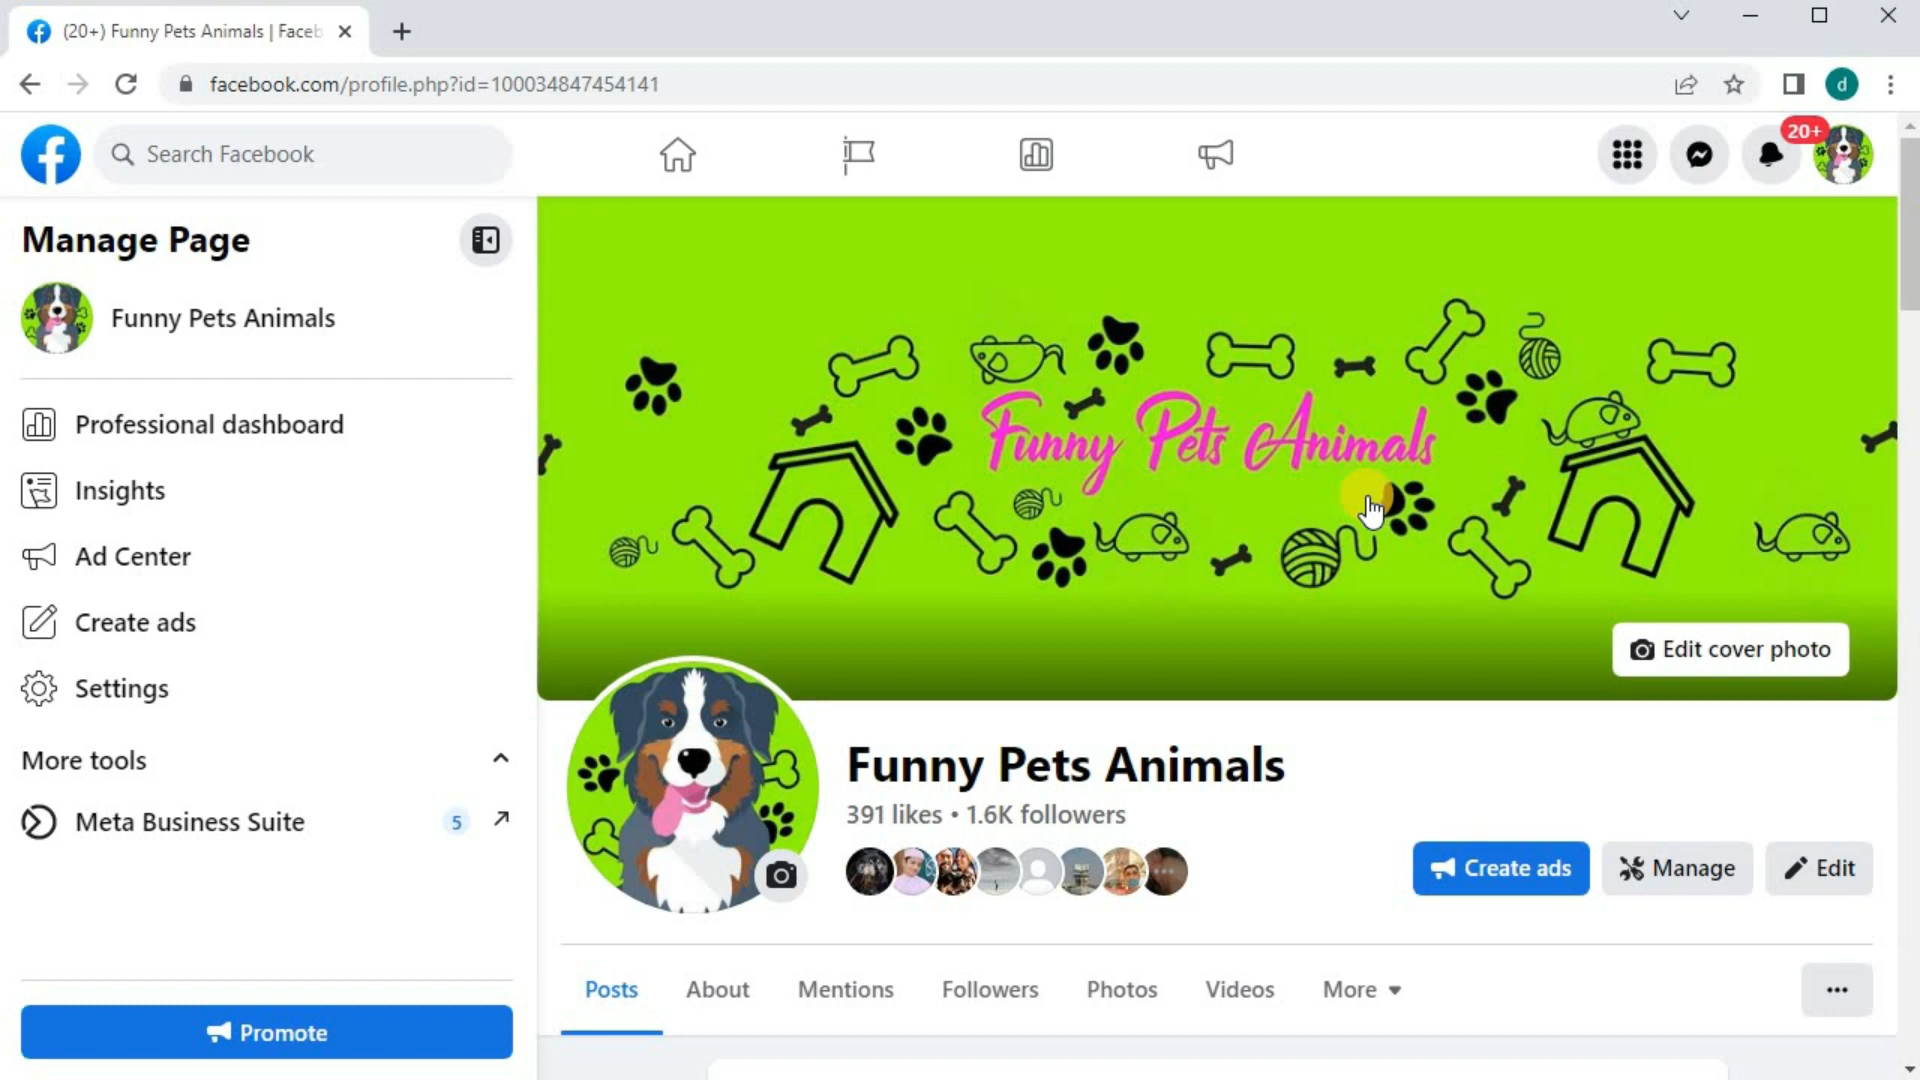 (20+) Funny Pets Animals | Faceb
facebook.com/profile.php?id=100034847454141
d
Search Facebook
20+
Manage Page
Funny Pets Animals
Professional dashboard
Insights
Ad Center
Create ads
Settings
More tools
Meta Business Suite
5
Promote
Funny Pets Animals
Edit cover photo
Funny Pets Animals
391 likes • 1.6K followers
Create ads
Manage
Edit
Posts
About
Mentions
Followers
Photos
Videos
More